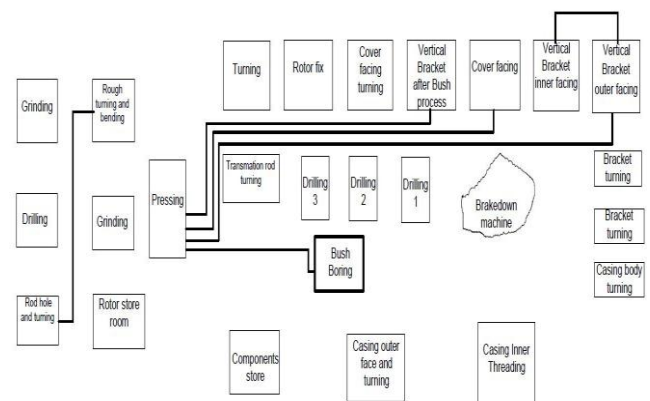 Turning
Rotor fix
Cover
facing
turning
Vertical
Bracket
after Bush
process
Cover facing
Vertical
Bracket
inner facing
Vertical
Bracket
outer facing
Grinding
Rough
turning and
bending
Pressing
Transmation rod
turning
Drilling
3
Drilling
2
Drilling
1
Brakedown
machine
Bracket
turning
Drilling
Grinding
Bush
Boring
Bracket
turning
Casing body
turning
Rod hole
and turning
Rotor store
room
Components
store
Casing outer
face and
turning
Casing Inner
Threading